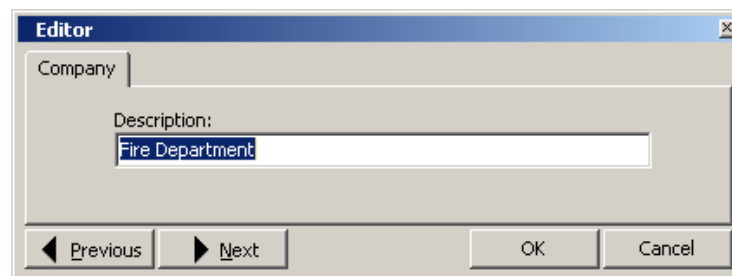 Editor
Company
Description:
Fire Department
Previous Next OK Cancel